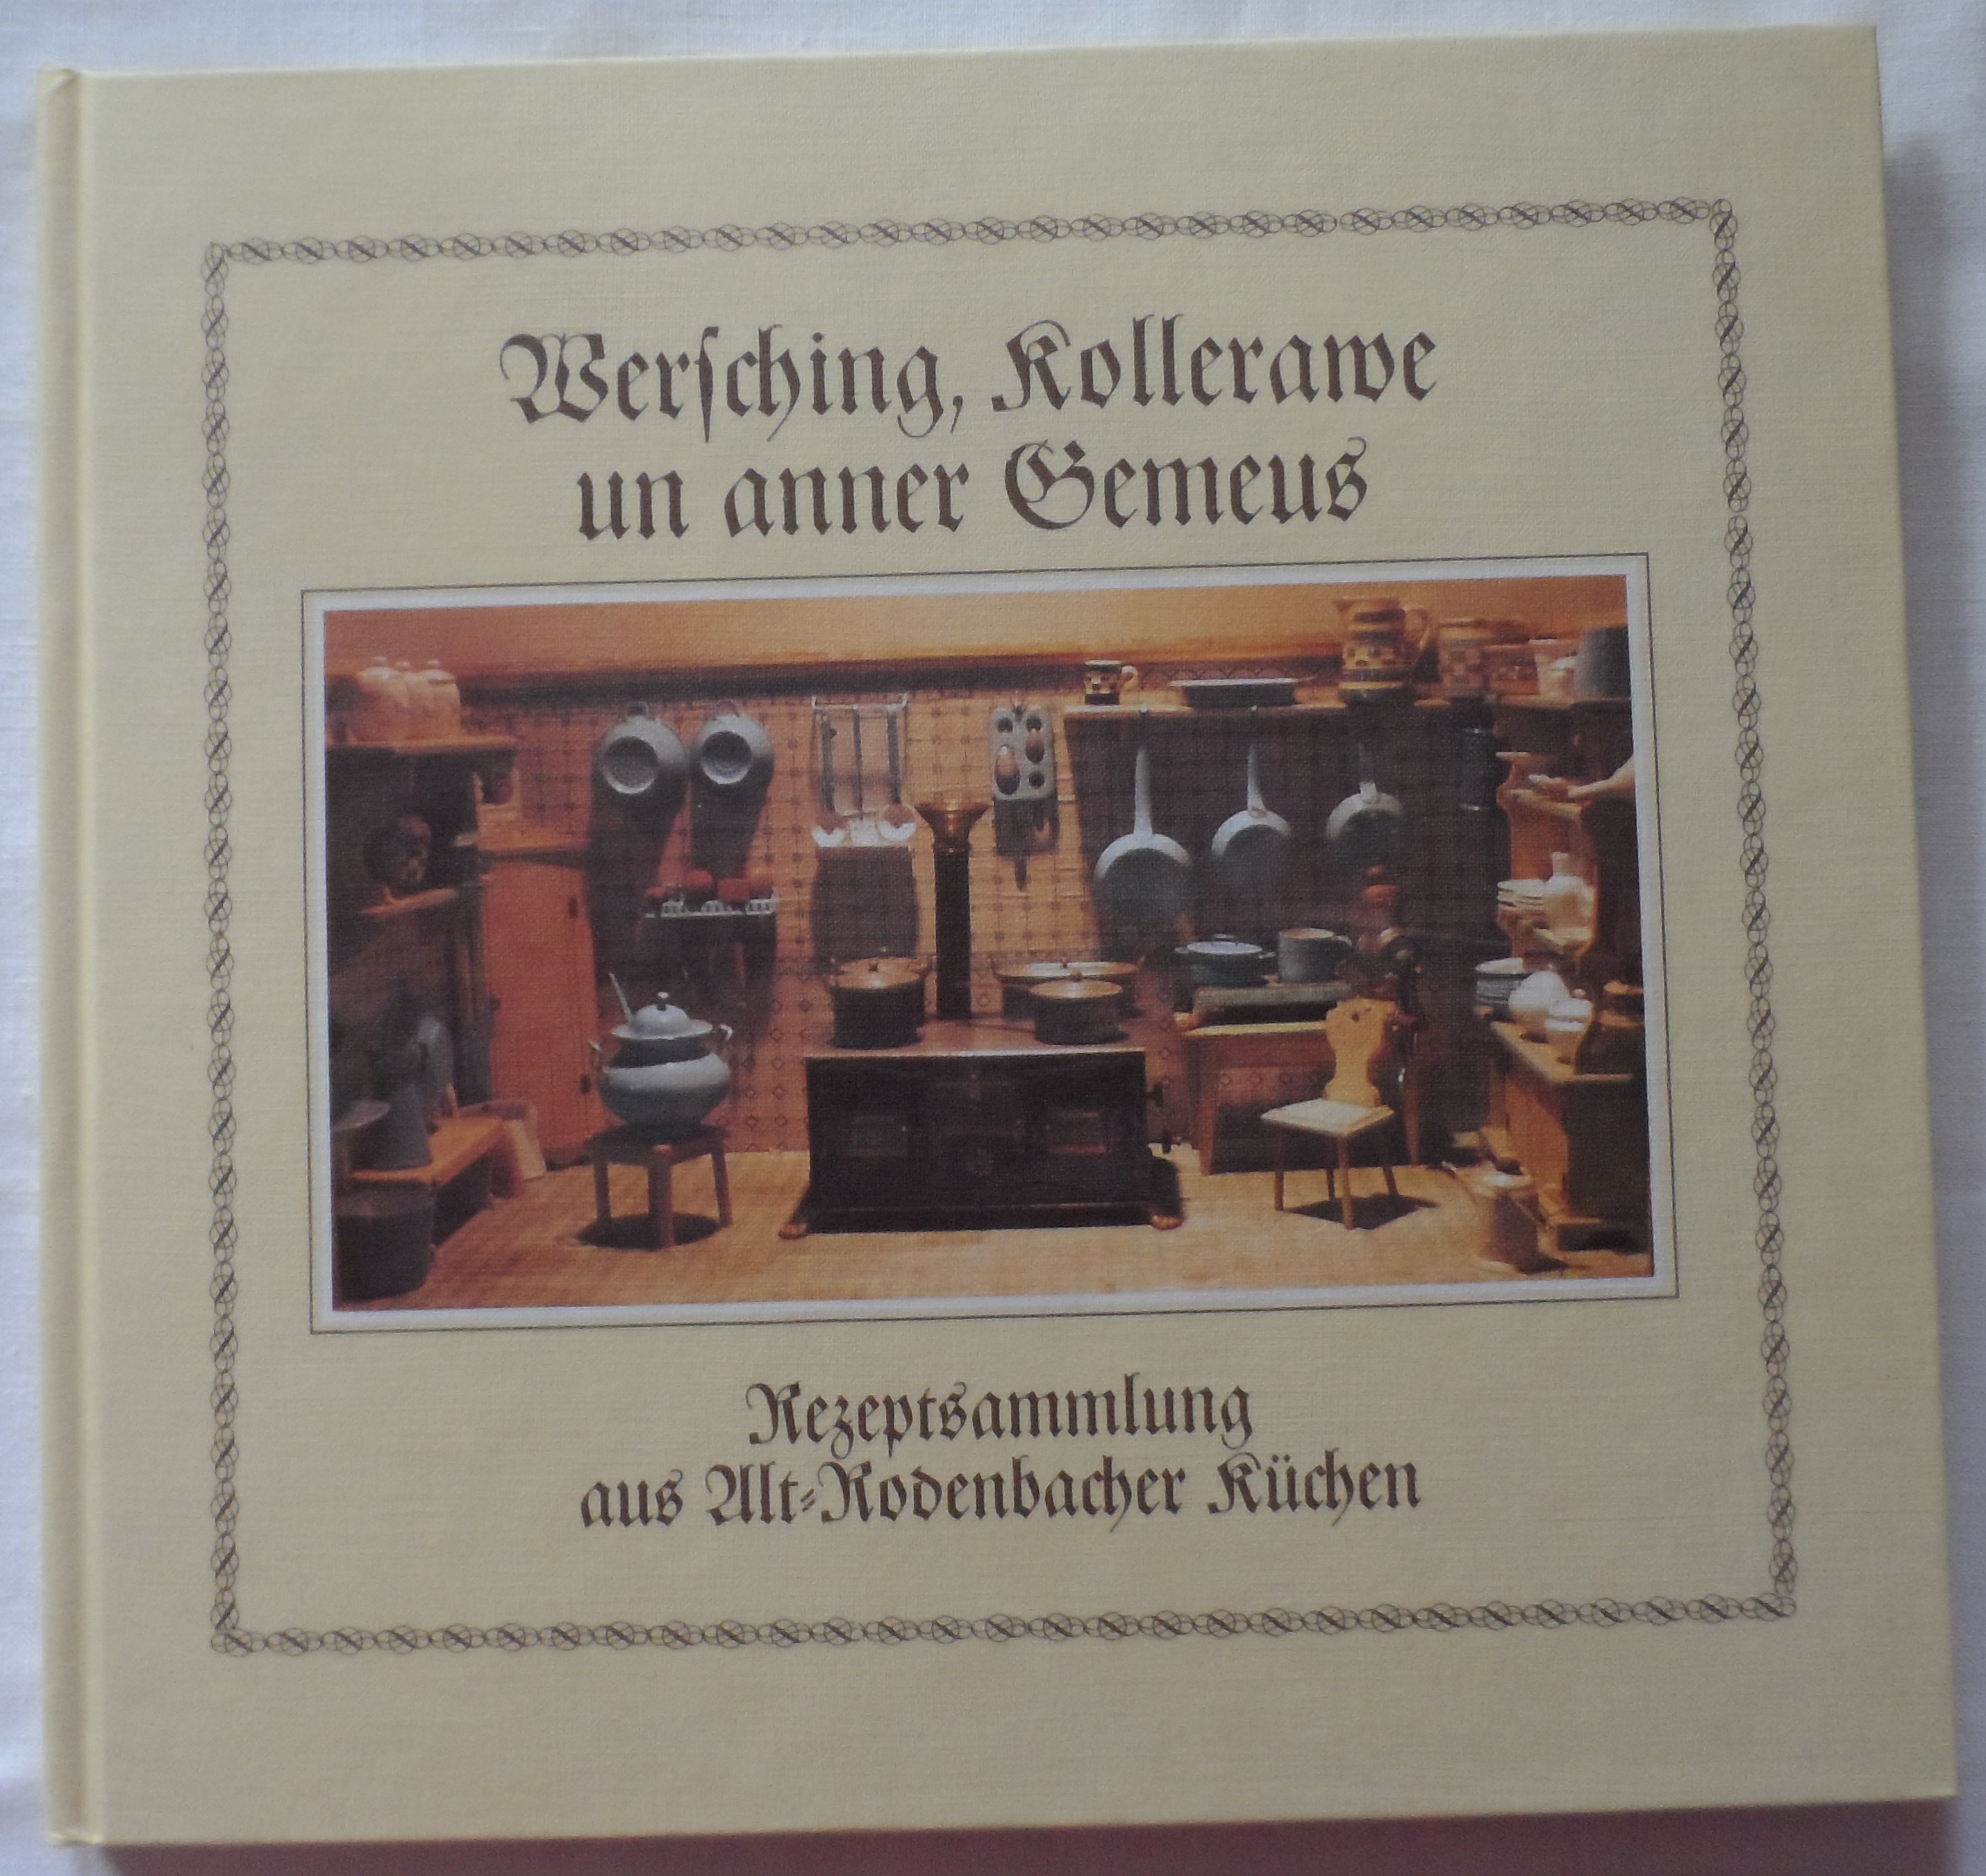 Werſching, Kollerawe
un anner Gemeus
Rezeptsammlung
aus Alt-Rodenbacher Küchen